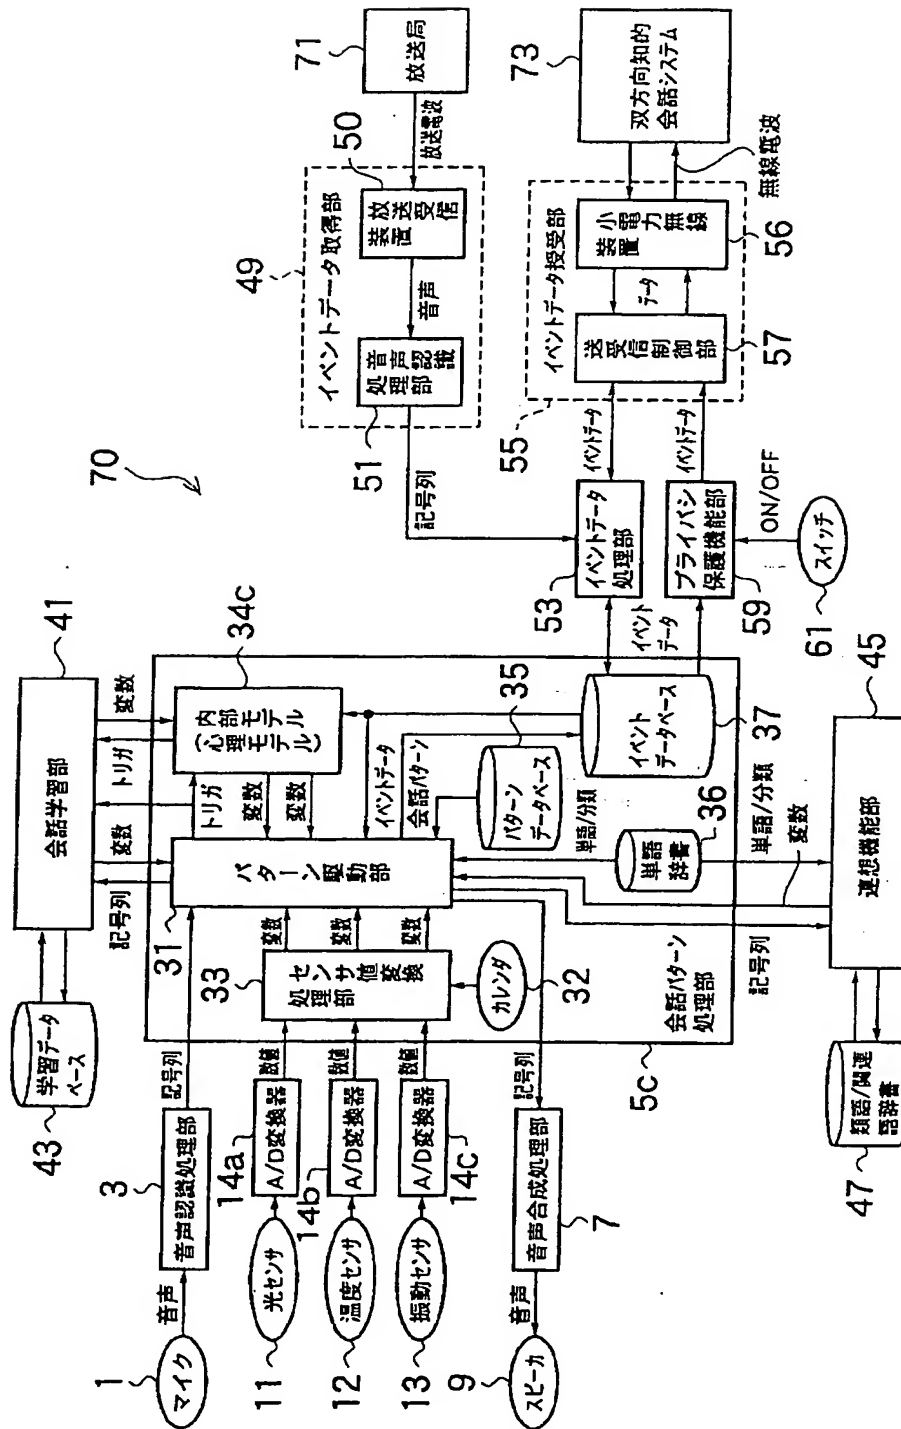 70
41
会話学習部
43
学習データ
ベース
記号列
変数
トリガ
変数
34c
内部モデル
(心理モデル)
トリガ
変数
変数
イベントデータ
会話パターン
31
パターン駆動部
35
パターン
データベース
単語/分類
36
単語
辞書
37
イベント
データベース
33
センサ値変換
処理部
変数
変数
変数
カレンダ
32
会話パターン
処理部
5c
1
マイク
音声
3
音声認識処理部
記号列
11
光センサ
14a
A/D変換器
数値
12
温度センサ
14b
A/D変換器
数値
13
振動センサ
14c
A/D変換器
数値
9
スピーカ
音声
7
音声合成処理部
記号列
45
連想機能部
単語/分類
変数
記号列
47
類語/関連
語辞書
49
イベントデータ取得部
50
放送受信
装置
音声
音声認識
処理部
51
記号列
71
放送局
放送電波
53
イベントデータ
処理部
イベント
データ
イベントデータ
イベントデータ
プライバシ
保護機能部
59
ON/OFF
スイッチ
61
55
イベントデータ授受部
送受信制御部
57
データ
小電力無線
装置
56
73
双方向知的
会話システム
無線電波